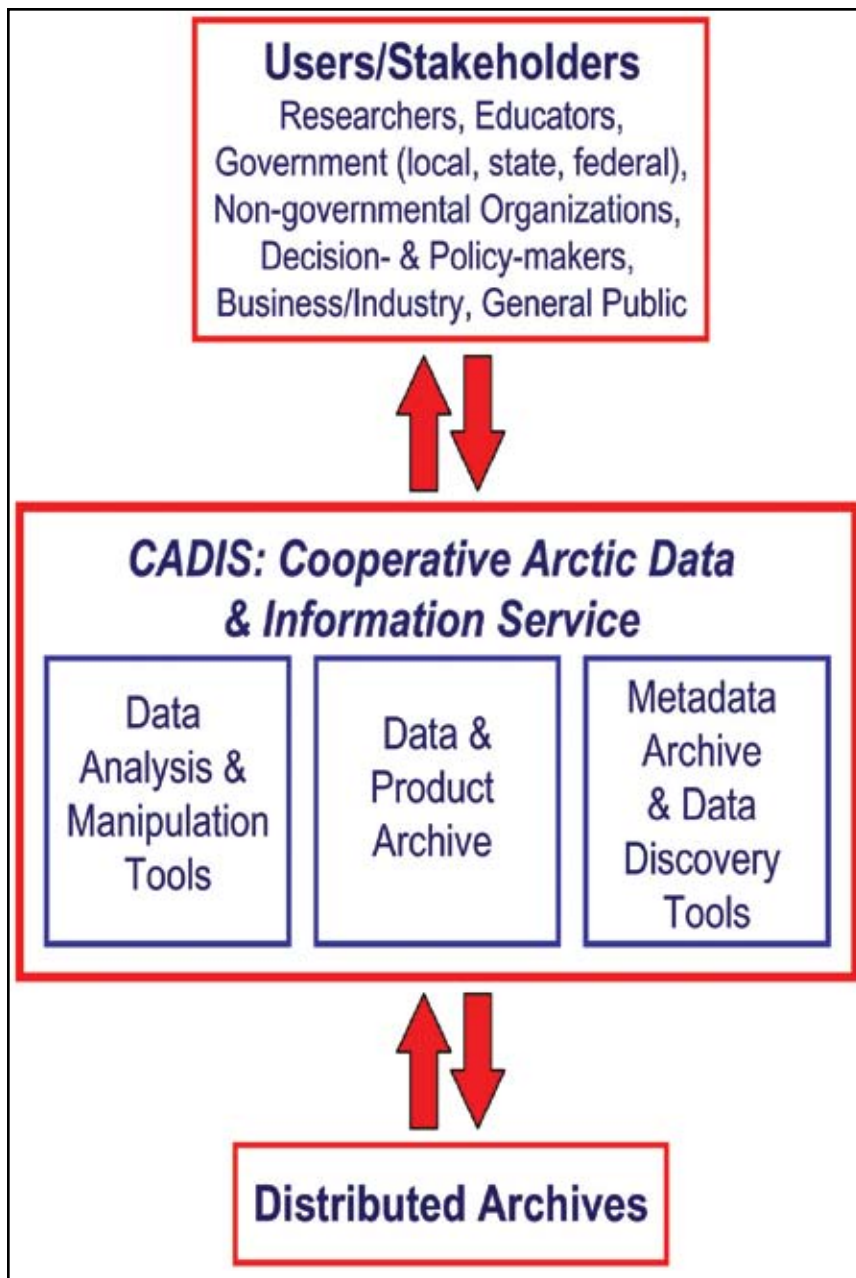 Users/Stakeholders
Researchers, Educators,
Government (local, state, federal),
Non-governmental Organizations,
Decision- & Policy-makers,
Business/Industry, General Public
CADIS: Cooperative Arctic Data
& Information Service
Data
Analysis &
Manipulation
Tools
Data &
Product
Archive
Metadata
Archive
& Data
Discovery
Tools
Distributed Archives